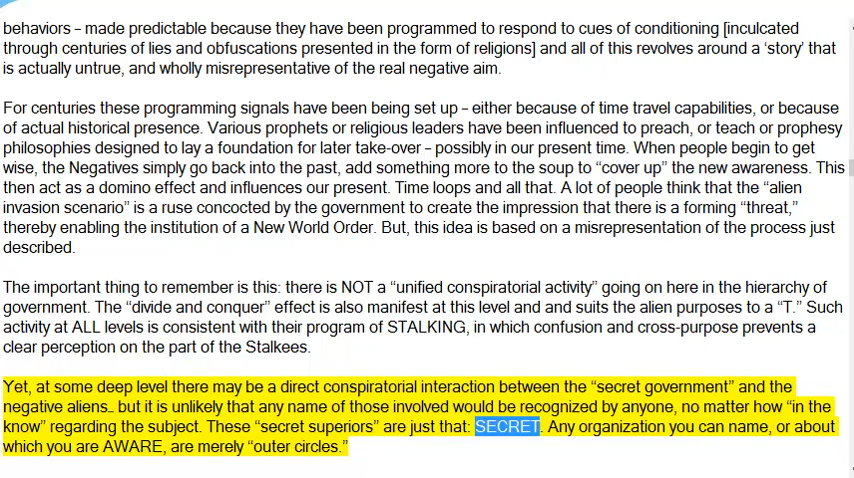 behaviors – made predictable because they have been programmed to respond to cues of conditioning [inculcated
through centuries of lies and obfuscations presented in the form of religions] and all of this revolves around a ‘story’ that
is actually untrue, and wholly misrepresentative of the real negative aim.
For centuries these programming signals have been being set up – either because of time travel capabilities, or because
of actual historical presence. Various prophets or religious leaders have been influenced to preach, or teach or prophesy
philosophies designed to lay a foundation for later take-over – possibly in our present time. When people begin to get
wise, the Negatives simply go back into the past, add something more to the soup to “cover up” the new awareness. This
then act as a domino effect and influences our present. Time loops and all that. A lot of people think that the “alien
invasion scenario” is a ruse concocted by the government to create the impression that there is a forming “threat,”
thereby enabling the institution of a New World Order. But, this idea is based on a misrepresentation of the process just
described.
The important thing to remember is this: there is NOT a “unified conspiratorial activity” going on here in the hierarchy of
government. The “divide and conquer” effect is also manifest at this level and and suits the alien purposes to a “T.” Such
activity at ALL levels is consistent with their program of STALKING, in which confusion and cross-purpose prevents a
clear perception on the part of the Stalkees.
Yet, at some deep level there may be a direct conspiratorial interaction between the “secret government” and the
negative aliens… but it is unlikely that any name of those involved would be recognized by anyone, no matter how “in the
know” regarding the subject. These “secret superiors” are just that: SECRET. Any organization you can name, or about
which you are AWARE, are merely “outer circles.”